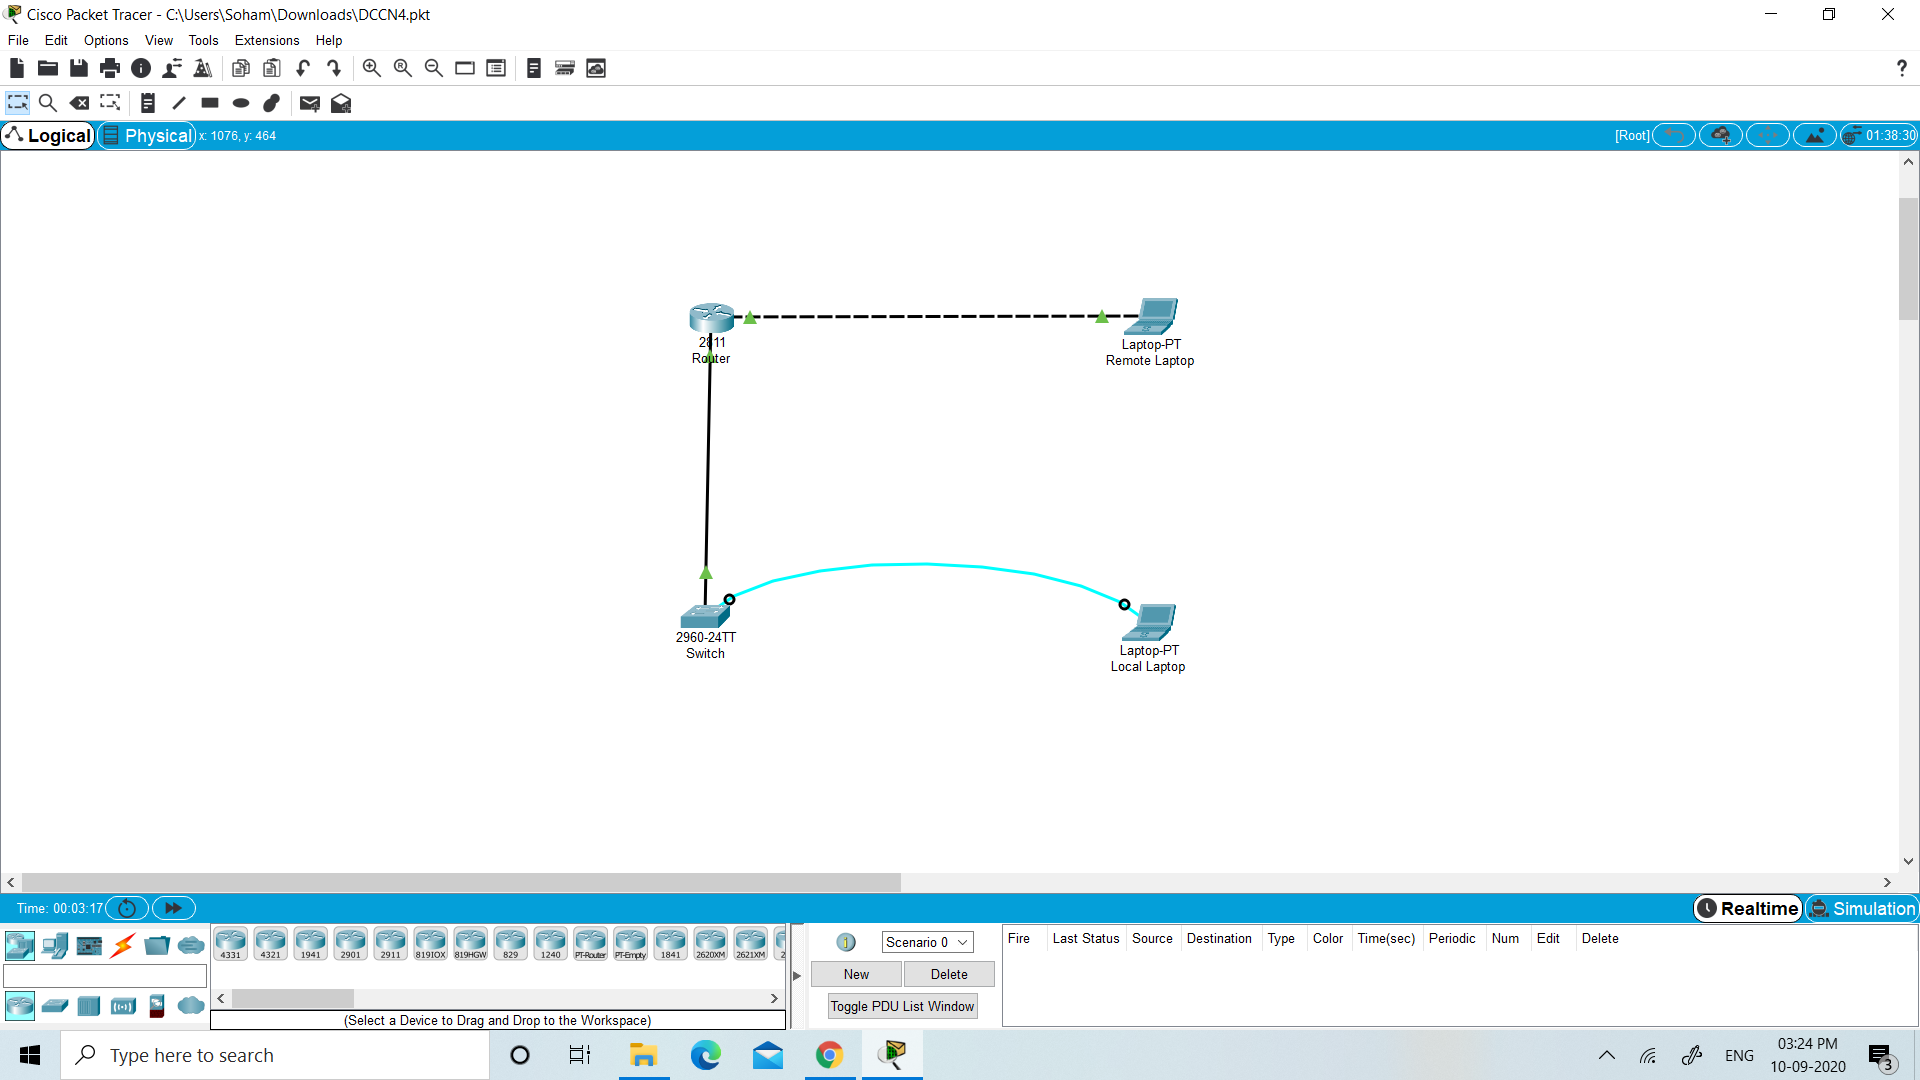 Cisco Packet Tracer - C:\Users\Soham\Downloads\DCCN4.pkt
File Edit Options View Tools Extensions Help
?
Logical Physical x: 1076, y: 464 [Root] 01:38:30
2811
Router
Laptop-PT
Remote Laptop
2960-24TT
Switch
Laptop-PT
Local Laptop
Time: 00:03:17 Realtime Simulation
4331 4321 1941 2901 2911 819IOX 819HGW 829 1240 PT-Router PT-Empty 1841 2620XM 2621XM 2
(Select a Device to Drag and Drop to the Workspace)
Scenario 0
New Delete
Toggle PDU List Window
Fire Last Status Source Destination Type Color Time(sec) Periodic Num Edit Delete
Type here to search
ENG
03:24 PM
10-09-2020
3